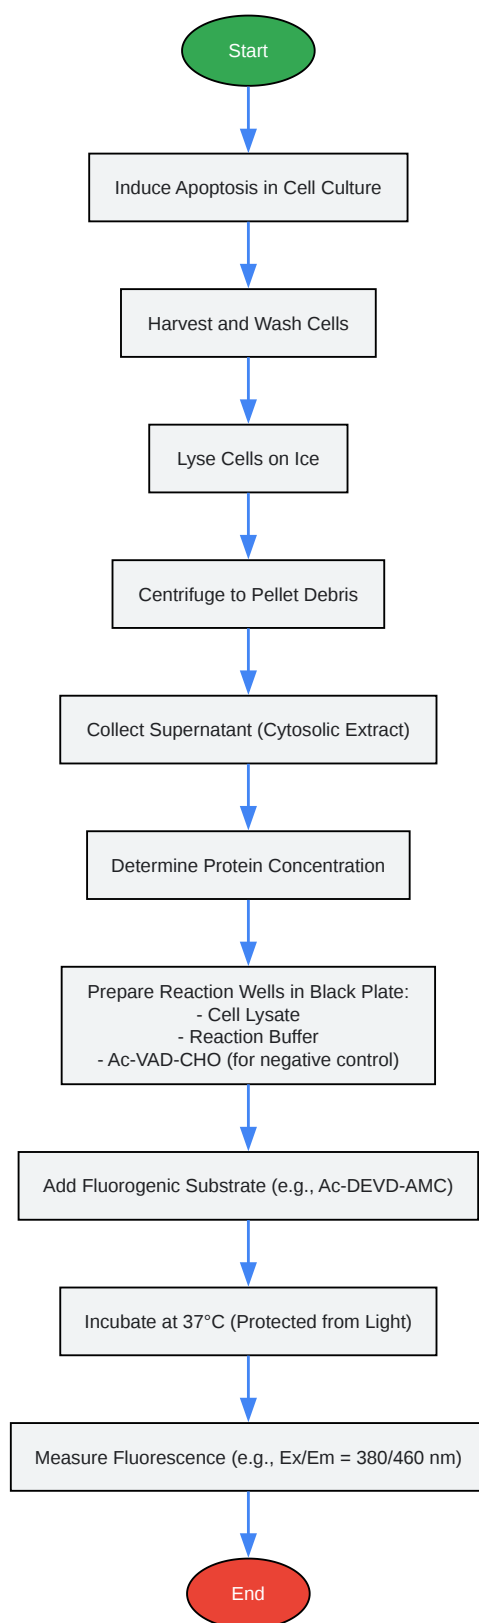 Start
Induce Apoptosis in Cell Culture
Harvest and Wash Cells
Lyse Cells on Ice
Centrifuge to Pellet Debris
Collect Supernatant (Cytosolic Extract)
Determine Protein Concentration
Prepare Reaction Wells in Black Plate:
- Cell Lysate
- Reaction Buffer
- Ac-VAD-CHO (for negative control)
Add Fluorogenic Substrate (e.g., Ac-DEVD-AMC)
Incubate at 37°C (Protected from Light)
Measure Fluorescence (e.g., Ex/Em = 380/460 nm)
End